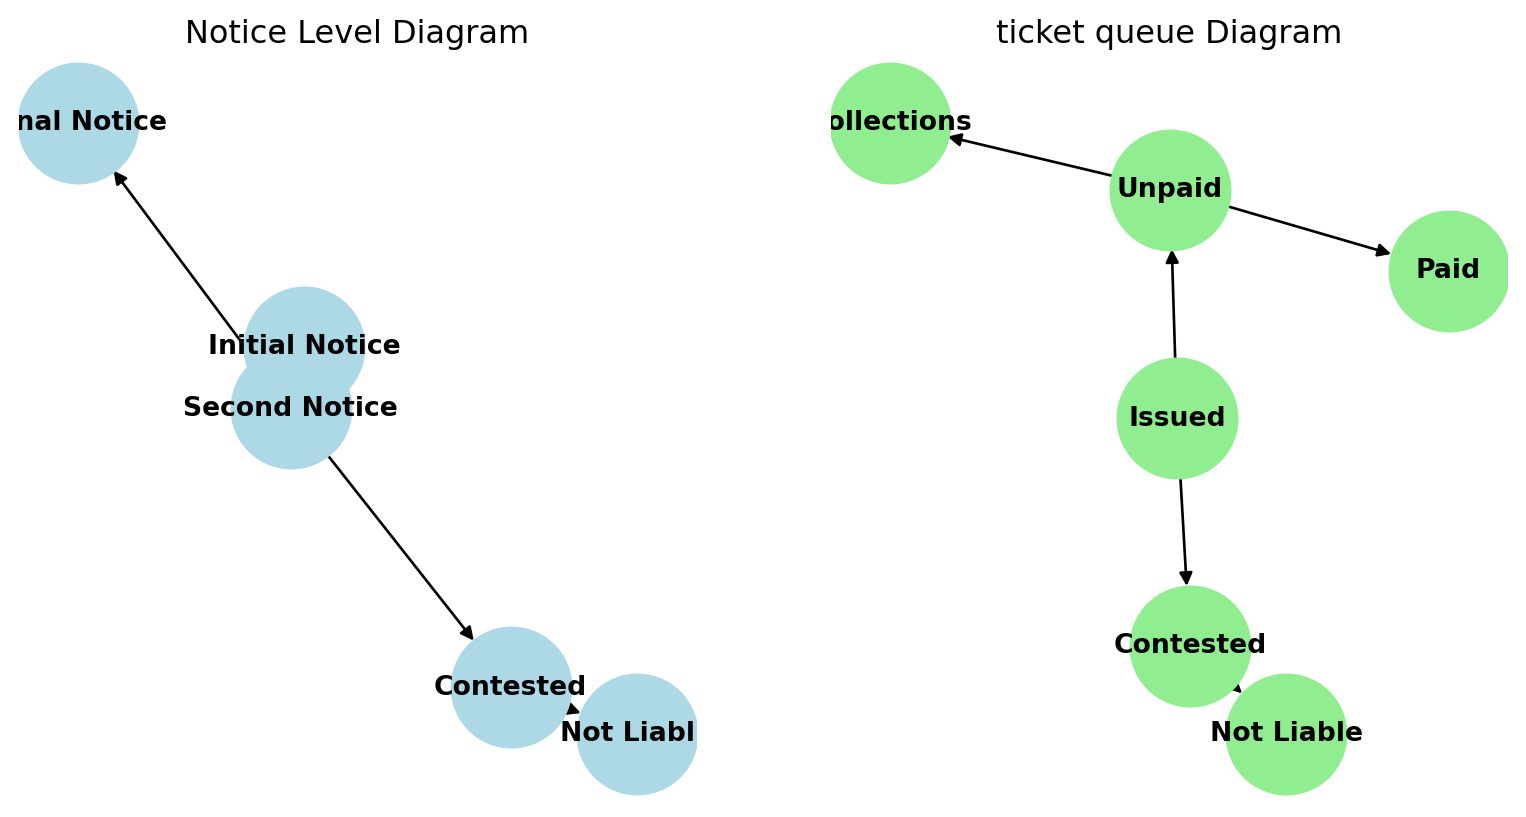 Notice Level Diagram
nal Notice
Initial Notice
Second Notice
Contested
Not Liabl
ticket queue Diagram
ollections
Unpaid
Paid
Issued
Contested
Not Liable